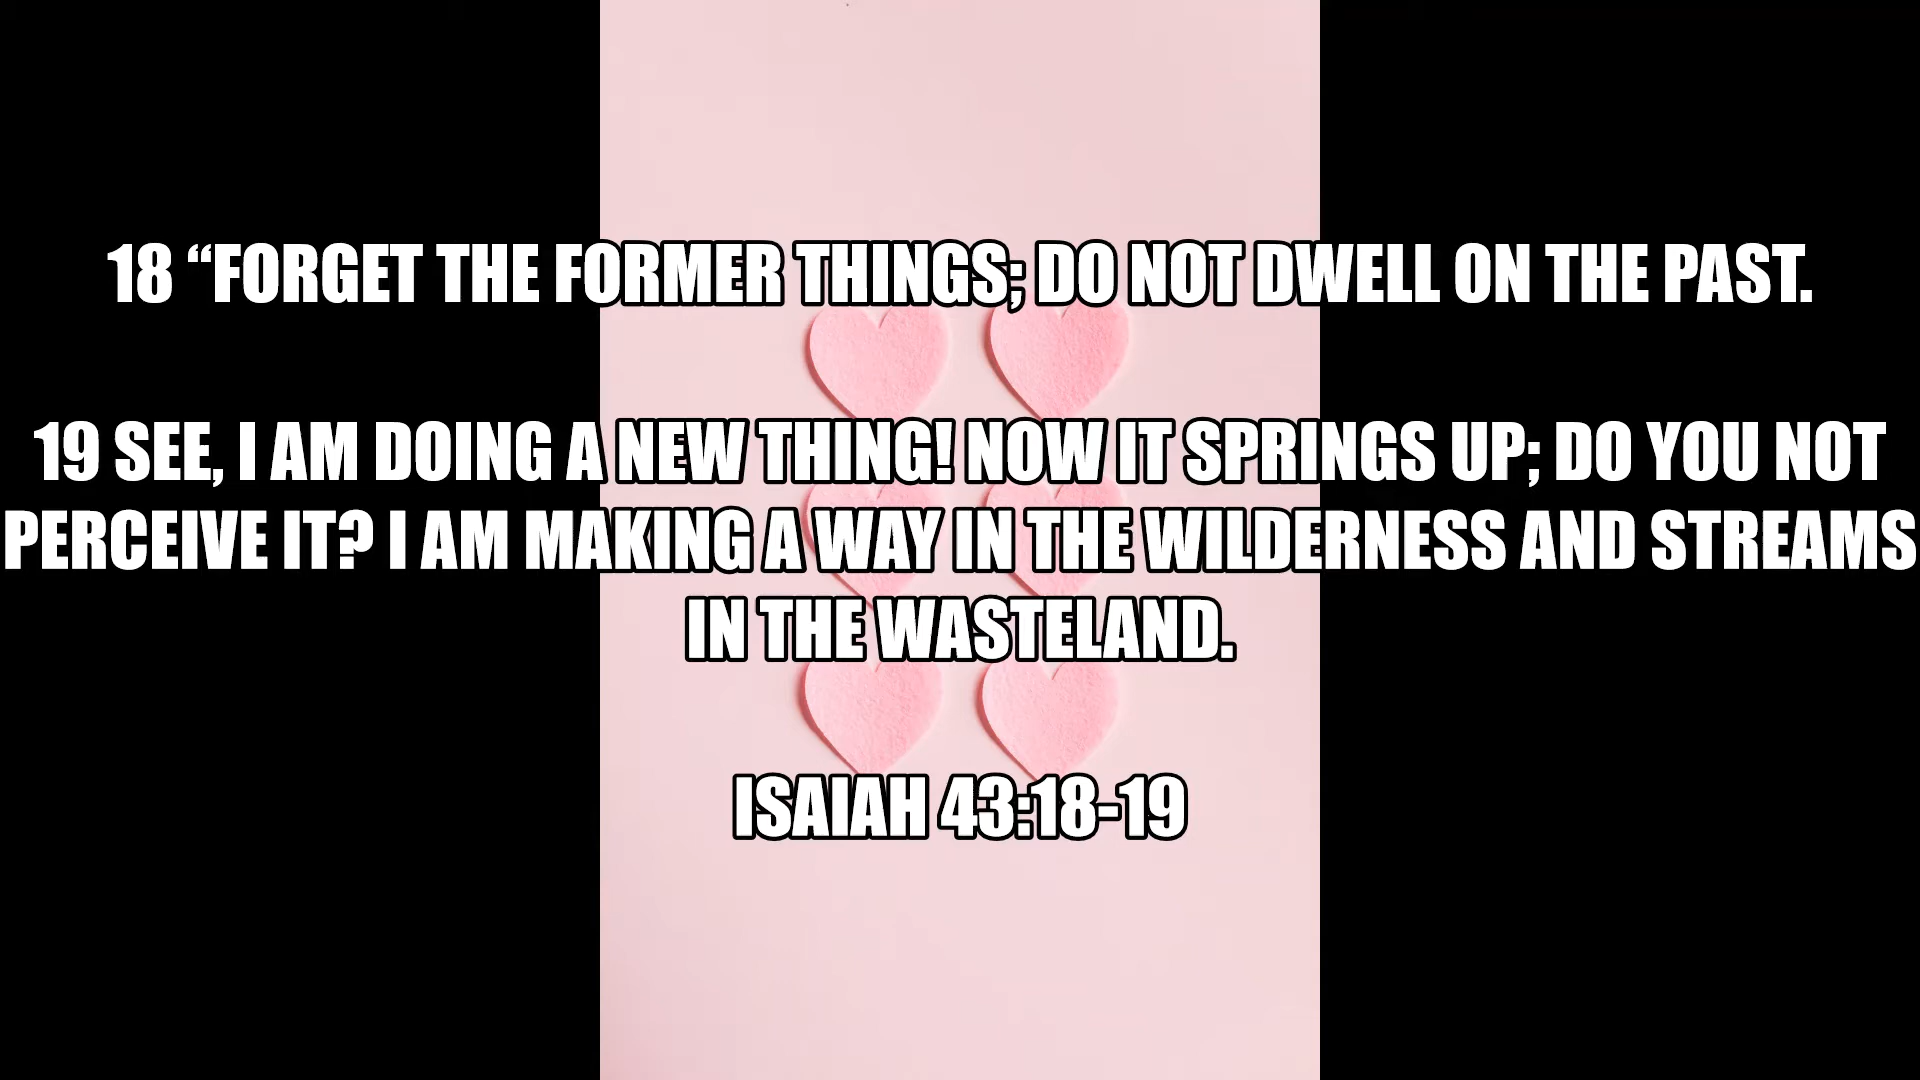 18 “FORGET THE FORMER THINGS; DO NOT DWELL ON THE PAST.
19 SEE, I AM DOING A NEW THING! NOW IT SPRINGS UP; DO YOU NOT
PERCEIVE IT? I AM MAKING A WAY IN THE WILDERNESS AND STREAMS
IN THE WASTELAND.
ISAIAH 43:18-19